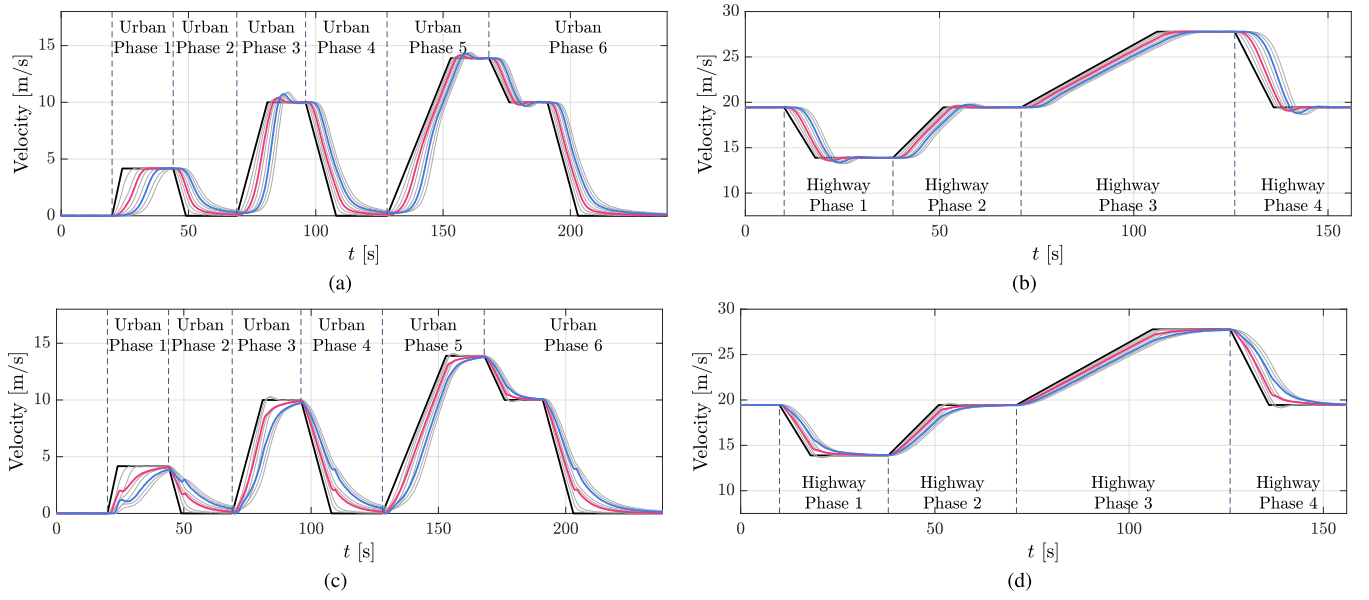 Urban Urban Urban Urban Urban Urban
Phase 1 Phase 2 Phase 3 Phase 4 Phase 5 Phase 6
Velocity [m/s]
15
10
5
0
0 50 100 150 200
t [s]
(a)
30
25
20
15
10
Velocity [m/s]
Highway Highway Highway Highway
Phase 1 Phase 2 Phase 3 Phase 4
0 50 100 150
t [s]
(b)
Urban Urban Urban Urban Urban Urban
Phase 1 Phase 2 Phase 3 Phase 4 Phase 5 Phase 6
Velocity [m/s]
15
10
5
0
0 50 100 150 200
t [s]
(c)
30
25
20
15
10
Velocity [m/s]
Highway Highway Highway Highway
Phase 1 Phase 2 Phase 3 Phase 4
0 50 100 150
t [s]
(d)